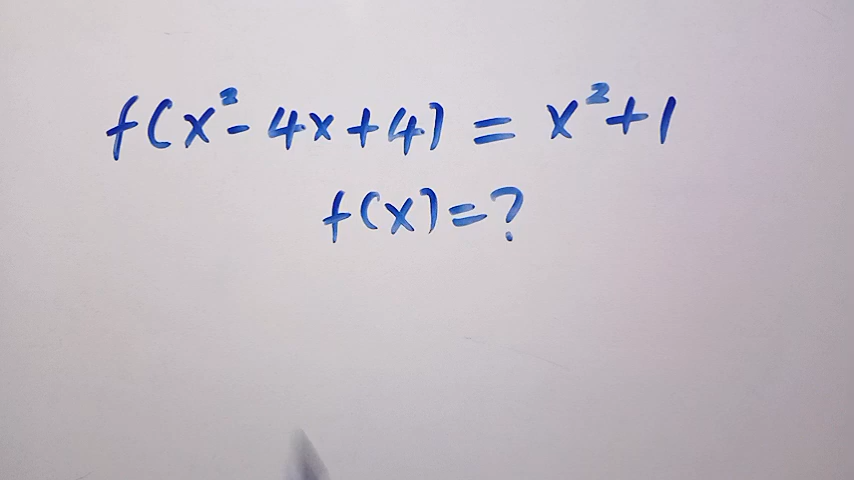 f(x²-4x+4) = x²+1
f(x)=?